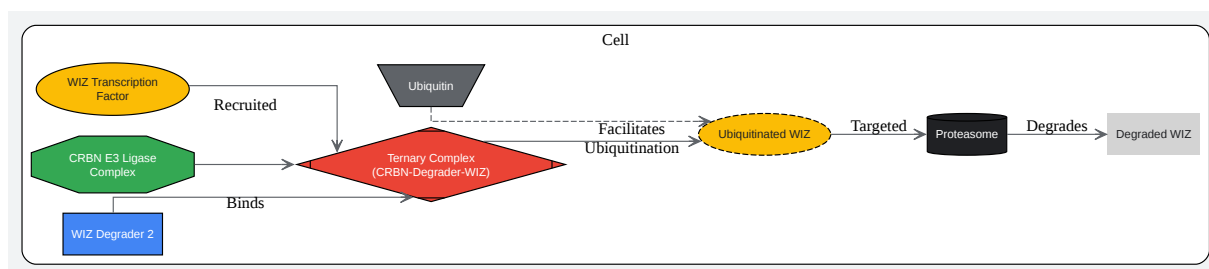 Cell
WIZ Transcription
Factor
Recruited
Ubiquitin
CRBN E3 Ligase
Complex
Ternary Complex
(CRBN-Degrader-WIZ)
Binds
WIZ Degrader 2
Facilitates
Ubiquitination
Ubiquitinated WIZ
Targeted
Proteasome
Degrades
Degraded WIZ